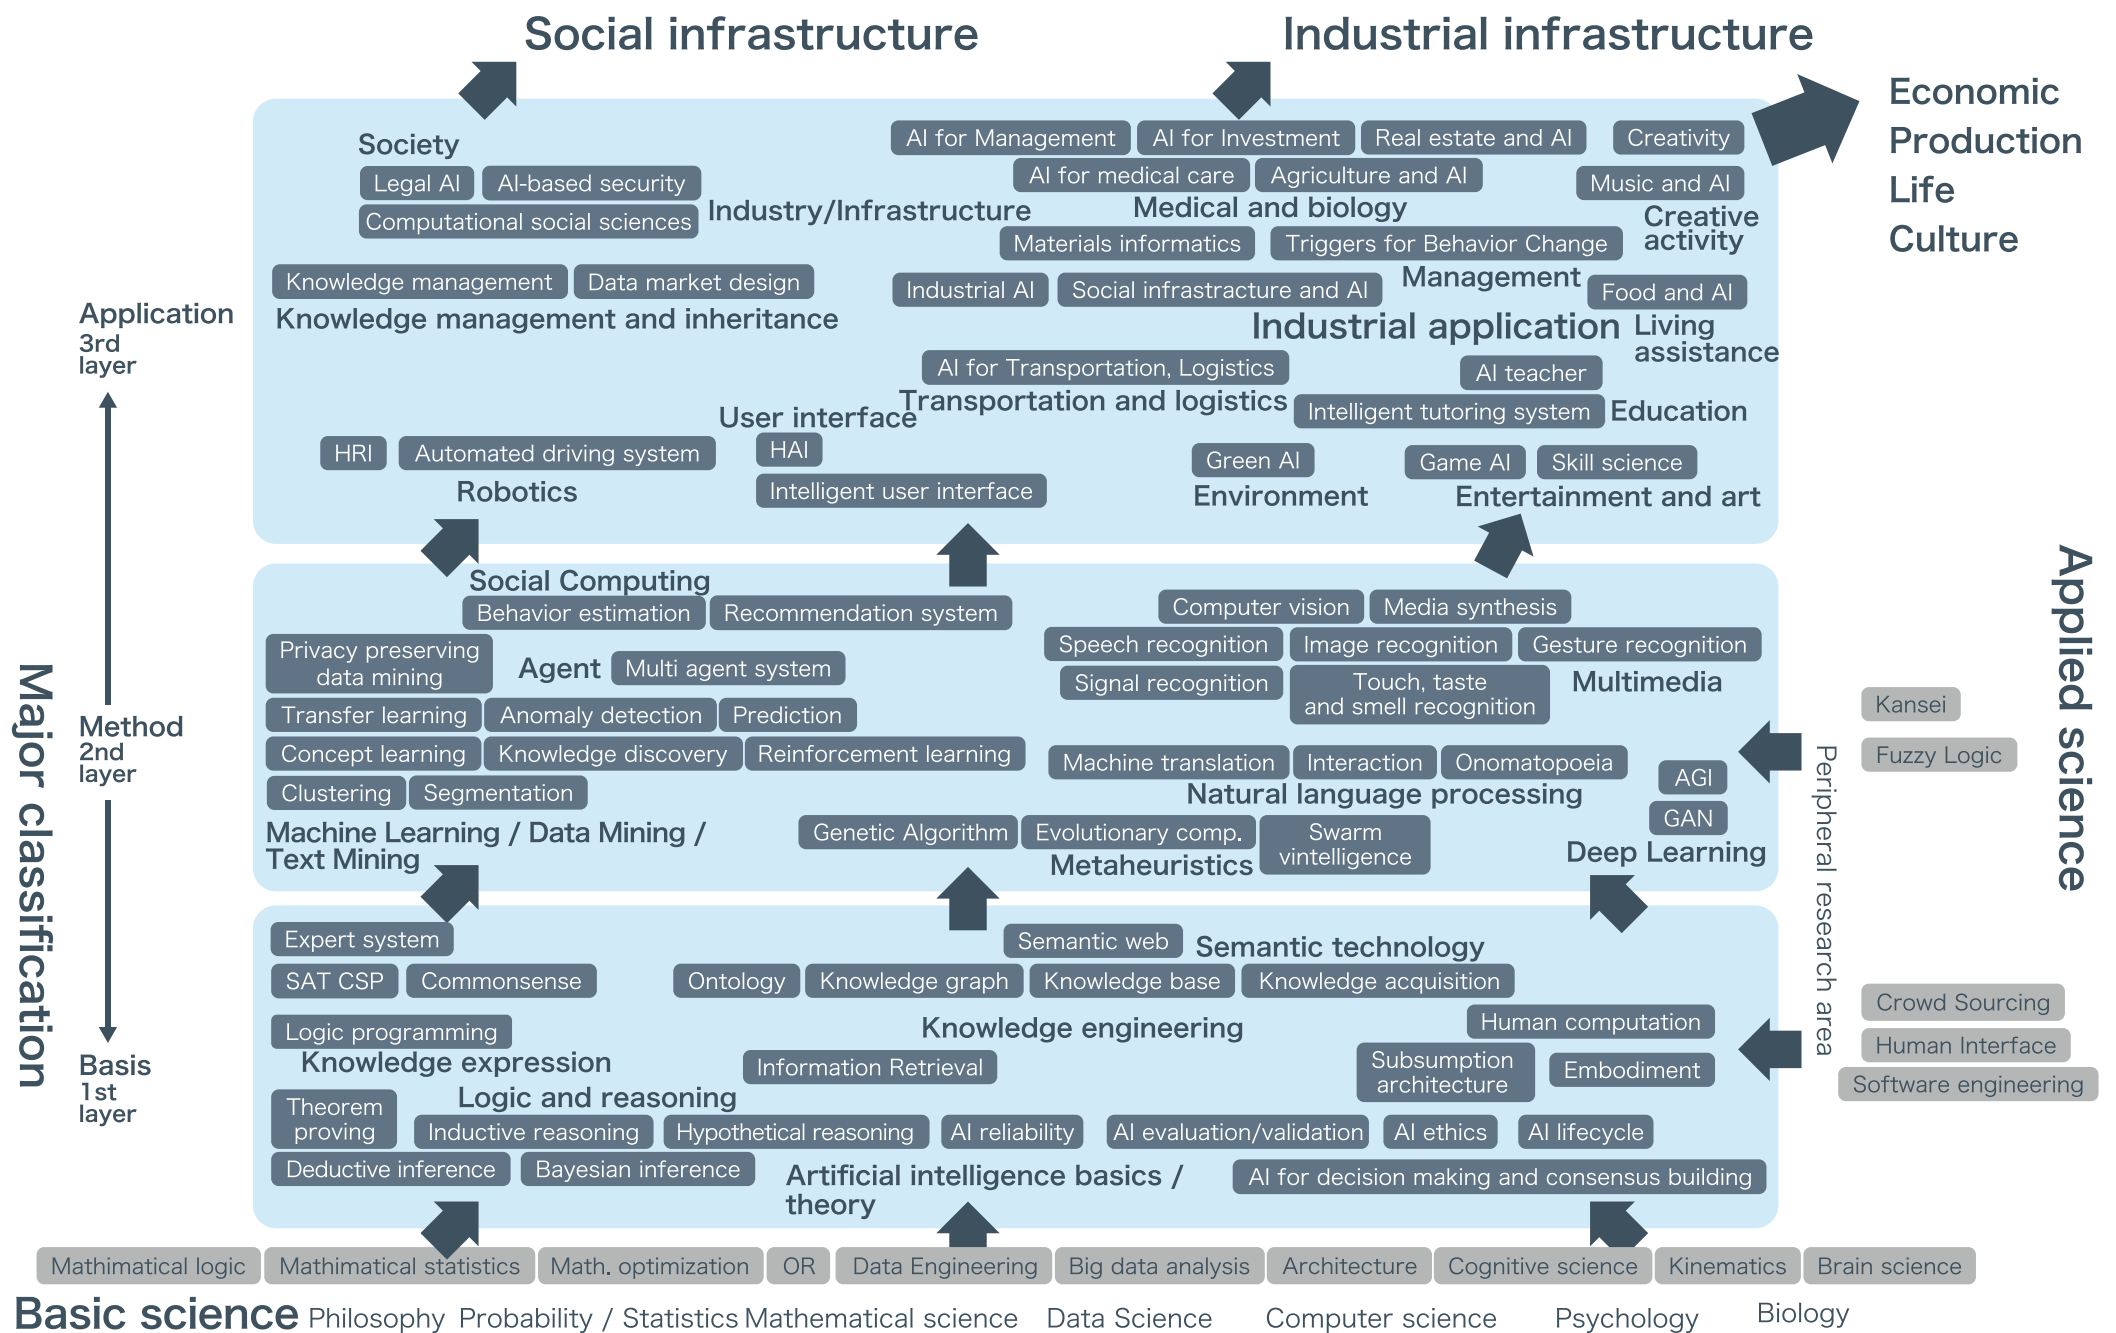 Social infrastructure
Industrial infrastructure
Economic
Production
Life
Culture
Society
Legal AI
AI-based security
Computational social sciences
Industry/Infrastructure
AI for Management
AI for Investment
Real estate and AI
Creativity
AI for medical care
Agriculture and AI
Music and AI
Medical and biology
Creative
activity
Materials informatics
Triggers for Behavior Change
Management
Knowledge management
Data market design
Knowledge management and inheritance
Industrial AI
Social infrastracture and AI
Food and AI
Industrial application
Living
assistance
AI for Transportation, Logistics
Transportation and logistics
AI teacher
Intelligent tutoring system
Education
User interface
HRI
Automated driving system
Robotics
HAI
Intelligent user interface
Green AI
Environment
Game AI
Skill science
Entertainment and art
Application
3rd
layer
Method
2nd
layer
Basis
1st
layer
Major classification
Applied science
Social Computing
Behavior estimation
Recommendation system
Privacy preserving
data mining
Agent
Multi agent system
Transfer learning
Anomaly detection
Prediction
Concept learning
Knowledge discovery
Reinforcement learning
Clustering
Segmentation
Machine Learning / Data Mining /
Text Mining
Computer vision
Media synthesis
Speech recognition
Image recognition
Gesture recognition
Signal recognition
Touch, taste
and smell recognition
Multimedia
Machine translation
Interaction
Onomatopoeia
Natural language processing
AGI
GAN
Deep Learning
Genetic Algorithm
Evolutionary comp.
Swarm
vintelligence
Metaheuristics
Peripheral research area
Kansei
Fuzzy Logic
Crowd Sourcing
Human Interface
Software engineering
Expert system
SAT CSP
Commonsense
Logic programming
Knowledge expression
Semantic web
Semantic technology
Ontology
Knowledge graph
Knowledge base
Knowledge acquisition
Knowledge engineering
Information Retrieval
Human computation
Subsumption
architecture
Embodiment
Theorem
proving
Logic and reasoning
Inductive reasoning
Hypothetical reasoning
AI reliability
AI evaluation/validation
AI ethics
AI lifecycle
Deductive inference
Bayesian inference
Artificial intelligence basics /
theory
AI for decision making and consensus building
Mathimatical logic
Mathimatical statistics
Math. optimization
OR
Data Engineering
Big data analysis
Architecture
Cognitive science
Kinematics
Brain science
Basic science
Philosophy
Probability / Statistics
Mathematical science
Data Science
Computer science
Psychology
Biology